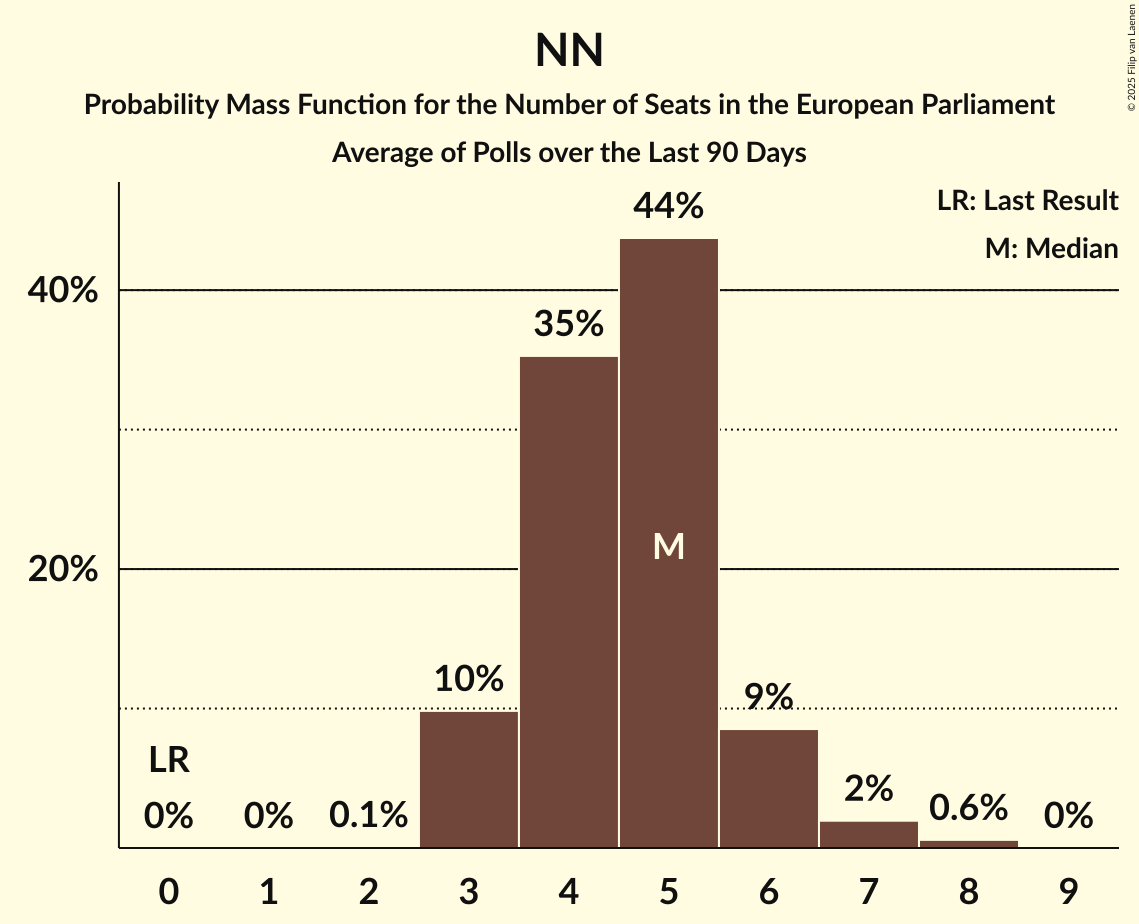 NN
Probability Mass Function for the Number of Seats in the European Parliament
Average of Polls over the Last 90 Days
© 2025 Filip van Laenen
LR: Last Result
M: Median
40%
20%
LR
0%
0%
0.1%
10%
35%
44%
M
9%
2%
0.6%
0%
0 1 2 3 4 5 6 7 8 9